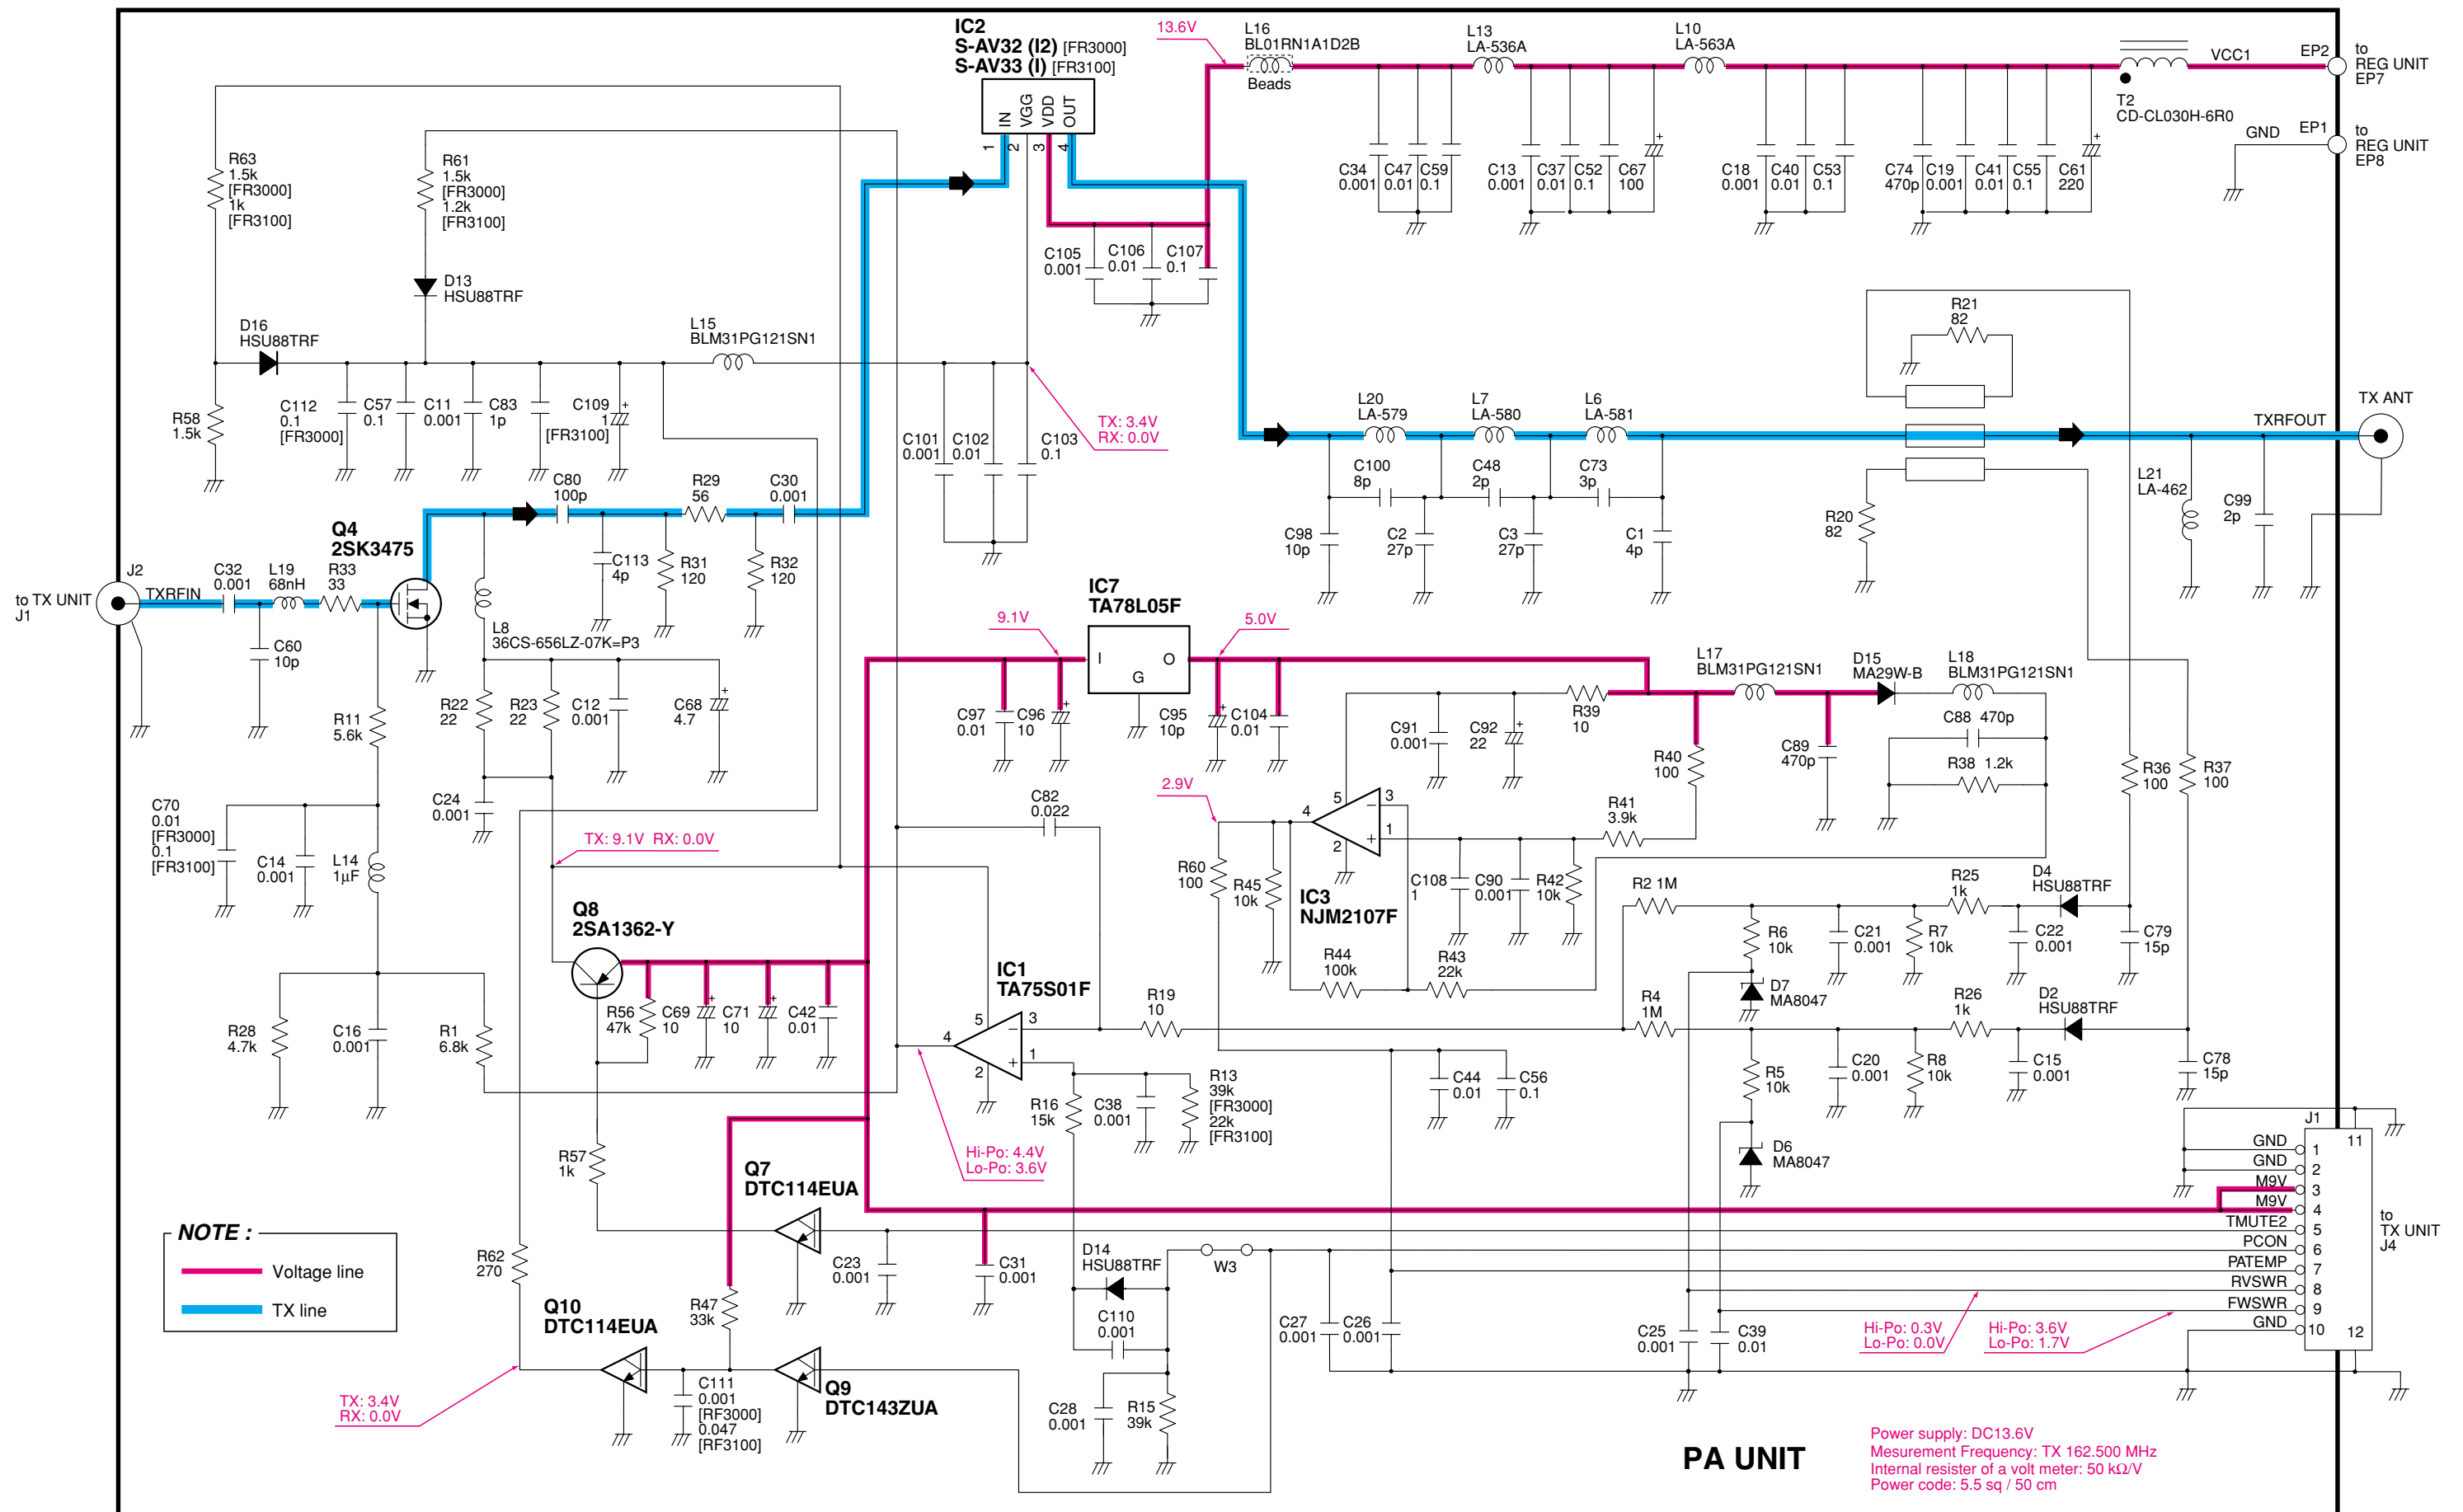 IC2
S-AV32 (I2) [FR3000]
S-AV33 (I) [FR3100]
IN
VGG
VDD
OUT
1
2
3
4
13.6V
L16
BL01RN1A1D2B
Beads
L13
LA-536A
L10
LA-563A
VCC1
EP2
to
REG UNIT
EP7
T2
CD-CL030H-6R0
GND
EP1
to
REG UNIT
EP8
C34
0.001
C47
0.01
C59
0.1
C13
0.001
C37
0.01
C52
0.1
C67
100
+
C18
0.001
C40
0.01
C53
0.1
C74
470p
C19
0.001
C41
0.01
C55
0.1
C61
220
+
R63
1.5k
[FR3000]
1k
[FR3100]
R61
1.5k
[FR3000]
1.2k
[FR3100]
D13
HSU88TRF
C105
0.001
C106
0.01
C107
0.1
D16
HSU88TRF
L15
BLM31PG121SN1
R58
1.5k
C112
0.1
[FR3000]
C57
0.1
C11
0.001
C83
1p
C109
1
[FR3100]
+
C101
0.001
C102
0.01
C103
0.1
TX: 3.4V
RX: 0.0V
R21
82
L20
LA-579
L7
LA-580
L6
LA-581
TXRFOUT
TX ANT
C100
8p
C48
2p
C73
3p
C98
10p
C2
27p
C3
27p
C1
4p
R20
82
L21
LA-462
C99
2p
to TX UNIT
J1
J2
TXRFIN
C32
0.001
L19
68nH
R33
33
Q4
2SK3475
C80
100p
R29
56
C30
0.001
C113
4p
R31
120
R32
120
C60
10p
L8
36CS-656LZ-07K=P3
R11
5.6k
R22
22
R23
22
C12
0.001
C68
4.7
+
C24
0.001
9.1V
IC7
TA78L05F
I
O
G
5.0V
C97
0.01
C96
10
+
C95
10p
+
C104
0.01
L17
BLM31PG121SN1
D15
MA29W-B
L18
BLM31PG121SN1
R39
10
C91
0.001
C92
22
+
R40
100
C89
470p
C88 470p
R38 1.2k
R36
100
R37
100
C70
0.01
[FR3000]
0.1
[FR3100]
C14
0.001
L14
1µF
TX: 9.1V RX: 0.0V
C82
0.022
2.9V
R41
3.9k
5
3
4
1
2
−
+
IC3
NJM2107F
R60
100
R45
10k
C108
1
C90
0.001
R42
10k
R44
100k
R43
22k
R2 1M
R25
1k
D4
HSU88TRF
R6
10k
C21
0.001
R7
10k
C22
0.001
C79
15p
D7
MA8047
Q8
2SA1362-Y
R56
47k
C69
10
+
C71
10
+
C42
0.01
IC1
TA75S01F
5
3
4
1
2
−
+
R19
10
R4
1M
R26
1k
D2
HSU88TRF
R28
4.7k
C16
0.001
R1
6.8k
R16
15k
C38
0.001
R13
39k
[FR3000]
22k
[FR3100]
C44
0.01
C56
0.1
R5
10k
C20
0.001
R8
10k
C15
0.001
C78
15p
D6
MA8047
Hi-Po: 4.4V
Lo-Po: 3.6V
R57
1k
Q7
DTC114EUA
C23
0.001
C31
0.001
J1
11
GND 1
GND 2
M9V 3
M9V 4
TMUTE2 5
PCON 6
PATEMP 7
RVSWR 8
FWSWR 9
GND 10
12
to
TX UNIT
J4
NOTE :
Voltage line
TX line
R62
270
Q10
DTC114EUA
R47
33k
D14
HSU88TRF
W3
C110
0.001
C27
0.001
C26
0.001
C25
0.001
C39
0.01
Hi-Po: 0.3V
Lo-Po: 0.0V
Hi-Po: 3.6V
Lo-Po: 1.7V
TX: 3.4V
RX: 0.0V
C111
0.001
[RF3000]
0.047
[RF3100]
Q9
DTC143ZUA
C28
0.001
R15
39k
PA UNIT
Power supply: DC13.6V
Mesurement Frequency: TX 162.500 MHz
Internal resister of a volt meter: 50 kΩ/V
Power code: 5.5 sq / 50 cm